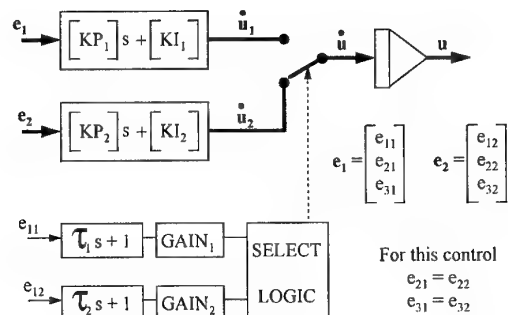 e₁
[KP₁] s + [KI₁]
u̇₁
u̇
u
e₂
[KP₂] s + [KI₂]
u̇₂
e₁ = [e₁₁ e₂₁ e₃₁]
e₂ = [e₁₂ e₂₂ e₃₂]
e₁₁
τ₁ s + 1
GAIN₁
SELECT
LOGIC
e₁₂
τ₂ s + 1
GAIN₂
For this control
e₂₁ = e₂₂
e₃₁ = e₃₂